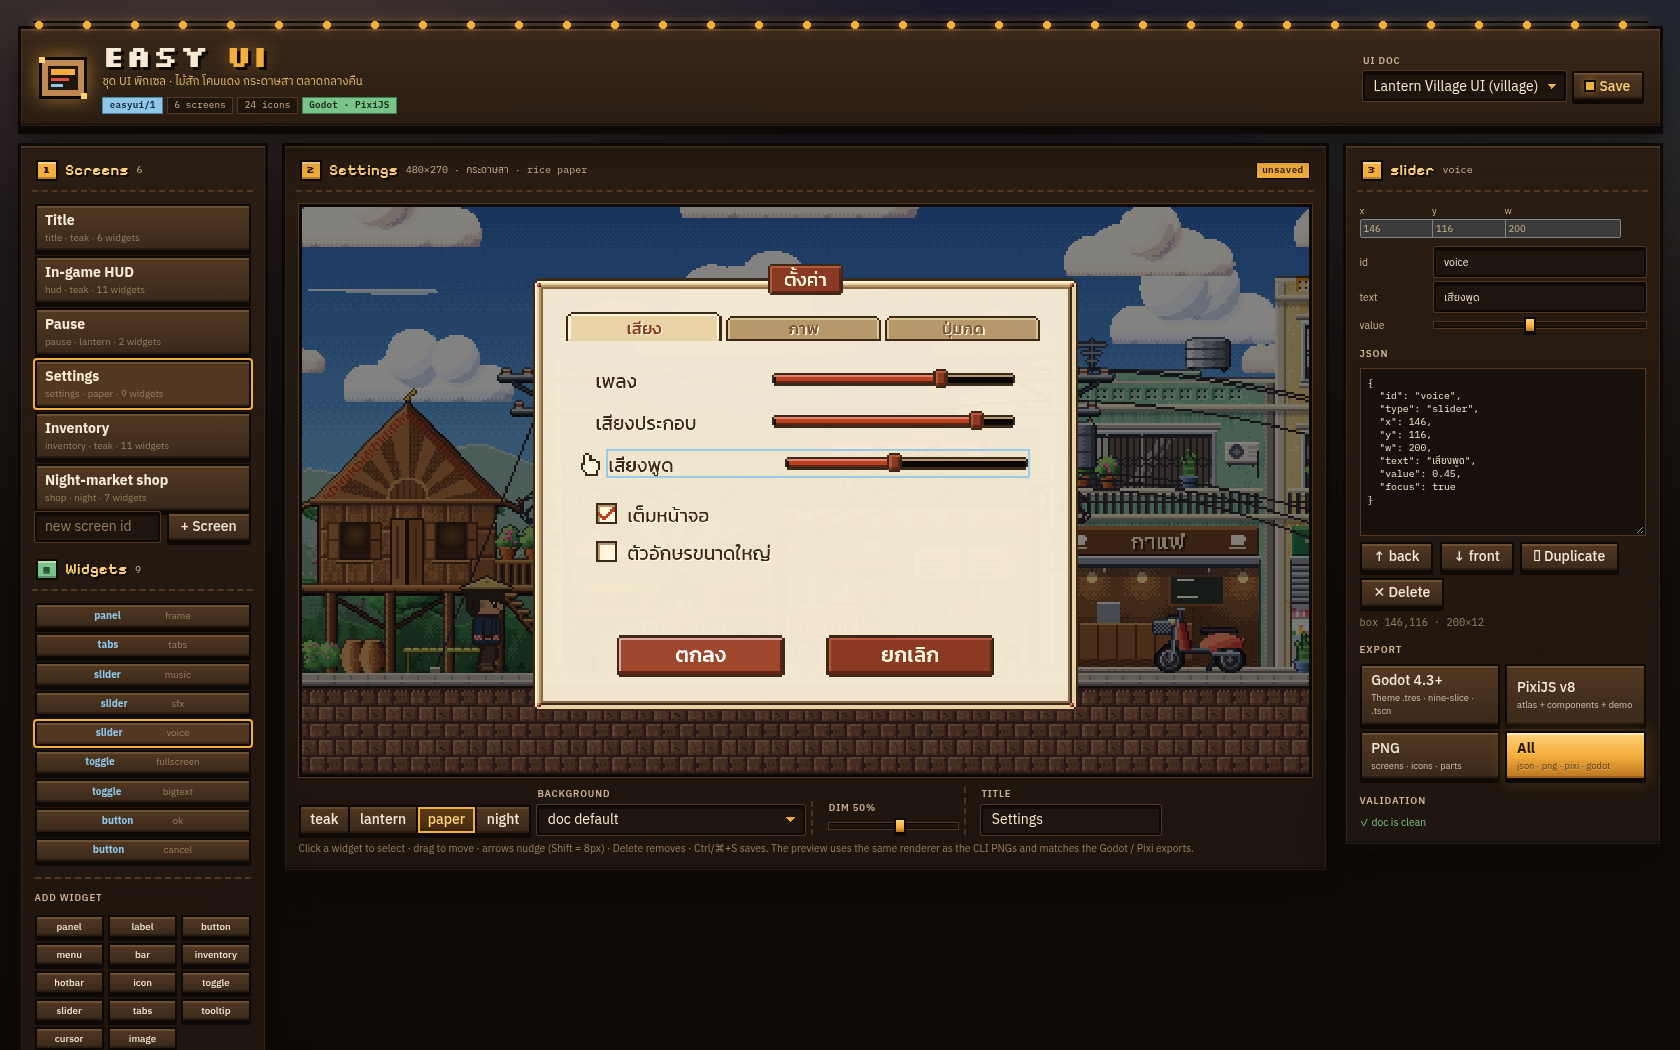 EASY UI
ชุด UI พิกเซล · ไม้สัก โคมแดง กระดาษสา ตลาดกลางคืน
easyui/1 6 screens 24 icons Godot · PixiJS
UI DOC
Lantern Village UI (village) Save
1 Screens 6
Title
title · teak · 6 widgets
In-game HUD
hud · teak · 11 widgets
Pause
pause · lantern · 2 widgets
Settings
settings · paper · 9 widgets
Inventory
inventory · teak · 11 widgets
Night-market shop
shop · night · 7 widgets
new screen id + Screen
Widgets 9
panel frame
tabs tabs
slider music
slider sfx
slider voice
toggle fullscreen
toggle bigtext
button ok
button cancel
ADD WIDGET
panel label button
menu bar inventory
hotbar icon toggle
slider tabs tooltip
cursor image
2 Settings 480×270 · กระดาษสา · rice paper unsaved
ตั้งค่า
เสียง ภาพ ปุ่มกด
เพลง
เสียงประกอบ
เสียงพูด
เต็มหน้าจอ
ตัวอักษรขนาดใหญ่
ตกลง ยกเลิก
กาแฟ
teak lantern paper night
BACKGROUND
doc default
DIM 50%
TITLE
Settings
Click a widget to select · drag to move · arrows nudge (Shift = 8px) · Delete removes · Ctrl/⌘+S saves. The preview uses the same renderer as the CLI PNGs and matches the Godot / Pixi exports.
3 slider voice
x y w
146 116 200
id voice
text เสียงพูด
value
JSON
{
"id": "voice",
"type": "slider",
"x": 146,
"y": 116,
"w": 200,
"text": "เสียงพูด",
"value": 0.45,
"focus": true
}
↑ back ↓ front Duplicate
✕ Delete
box 146,116 · 200×12
EXPORT
Godot 4.3+
Theme .tres · nine-slice · .tscn
PixiJS v8
atlas + components + demo
PNG
screens · icons · parts
All
json · png · pixi · godot
VALIDATION
✓ doc is clean